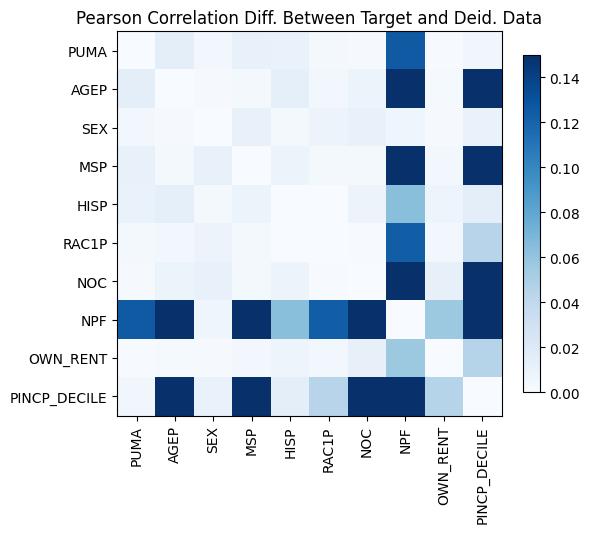 Pearson Correlation Diff. Between Target and Deid. Data
PUMA
AGEP
SEX
MSP
HISP
RAC1P
NOC
NPF
OWN_RENT
PINCP_DECILE
PUMA
AGEP
SEX
MSP
HISP
RAC1P
NOC
NPF
OWN_RENT
PINCP_DECILE
0.14
0.12
0.10
0.08
0.06
0.04
0.02
0.00